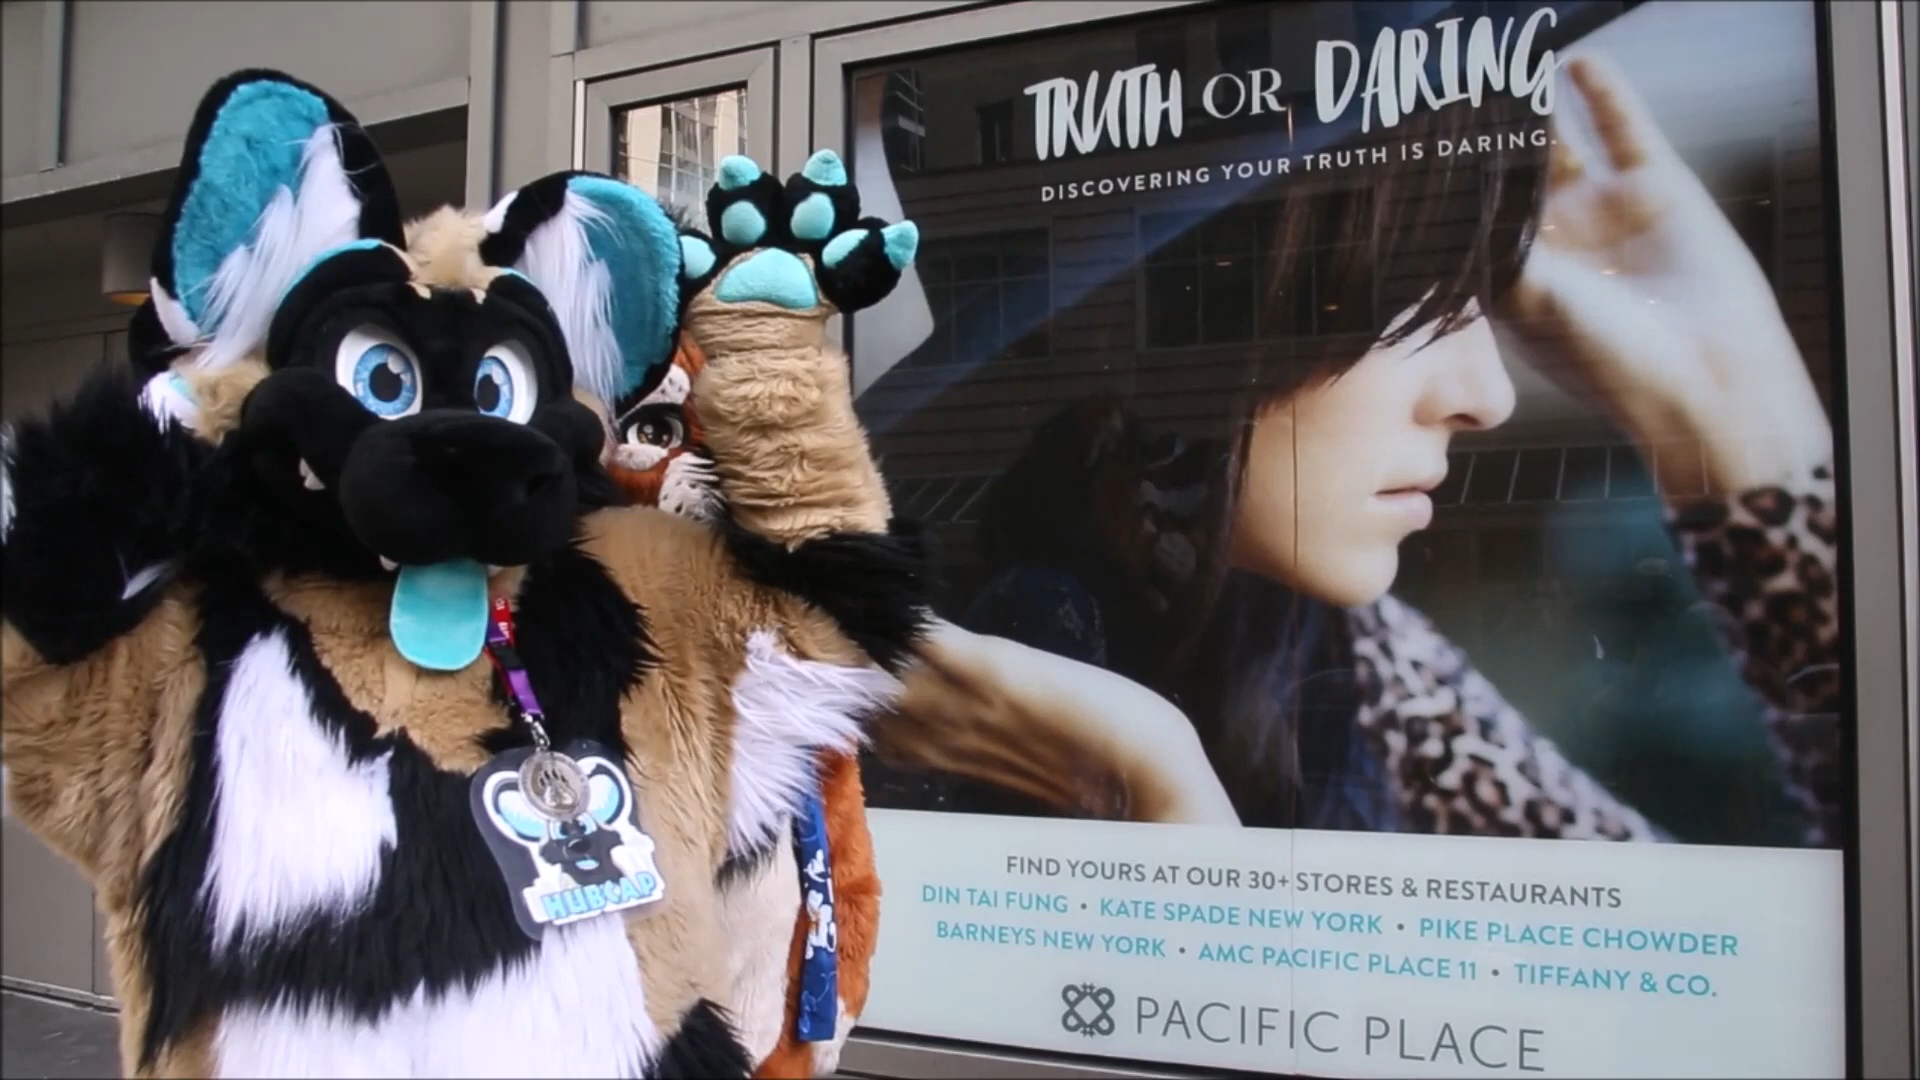 TRUTH OR DARING
DISCOVERING YOUR TRUTH IS DARING.
FIND YOURS AT OUR 30+ STORES & RESTAURANTS
DIN TAI FUNG • KATE SPADE NEW YORK • PIKE PLACE CHOWDER
BARNEYS NEW YORK • AMC PACIFIC PLACE 11 • TIFFANY & CO.
PACIFIC PLACE
HUBCAP